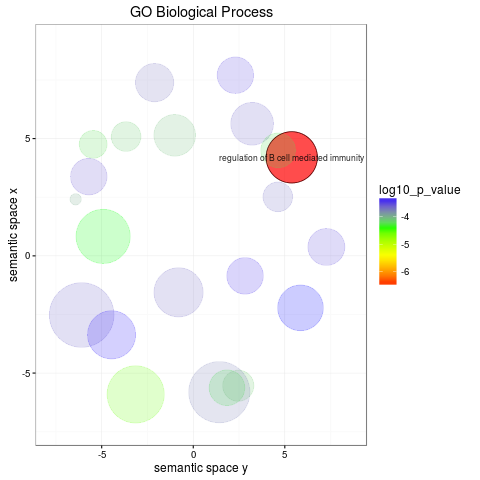 GO Biological Process
semantic space x
5
0
-5
regulation of B cell mediated immunity
-5
0
5
semantic space y
log10_p_value
-4
-5
-6